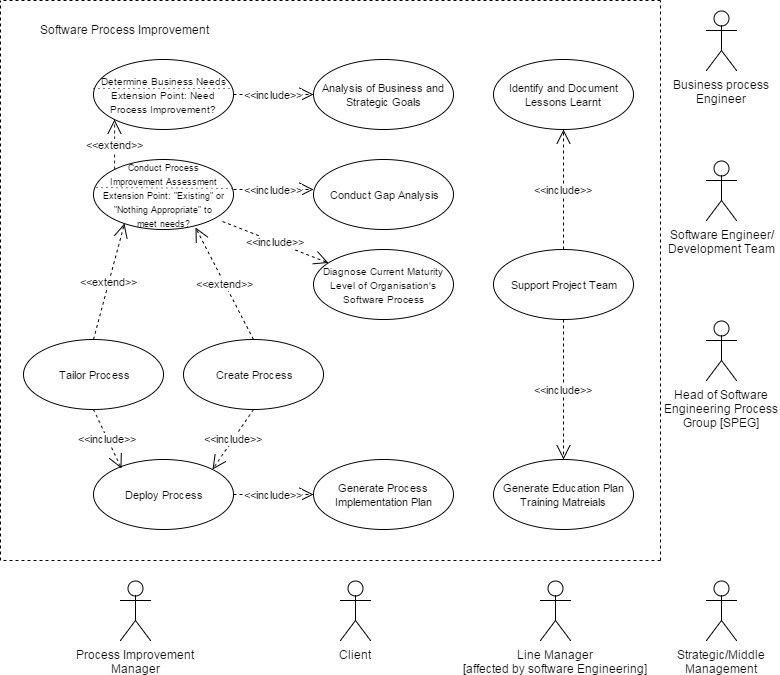 Software Process Improvement
Business process
Engineer
Determine Business Needs
Extension Point: Need
Process Improvement?
<<include>>
Analysis of Business and
Strategic Goals
Identify and Document
Lessons Learnt
<<extend>>
Conduct Process
Improvement Assessment
Extension Point: "Existing" or
"Nothing Appropriate" to
meet needs?
<<include>>
Conduct Gap Analysis
<<include>>
Software Engineer/
Development Team
<<include>>
Diagnose Current Maturity
Level of Organisation's
Software Process
Support Project Team
<<extend>>
<<extend>>
Tailor Process
Create Process
<<include>>
Head of Software
Engineering Process
Group [SPEG]
<<include>>
<<include>>
Deploy Process
<<include>>
Generate Process
Implementation Plan
Generate Education Plan
Training Matreials
Process Improvement
Manager
Client
Line Manager
[affected by software Engineering]
Strategic/Middle
Management